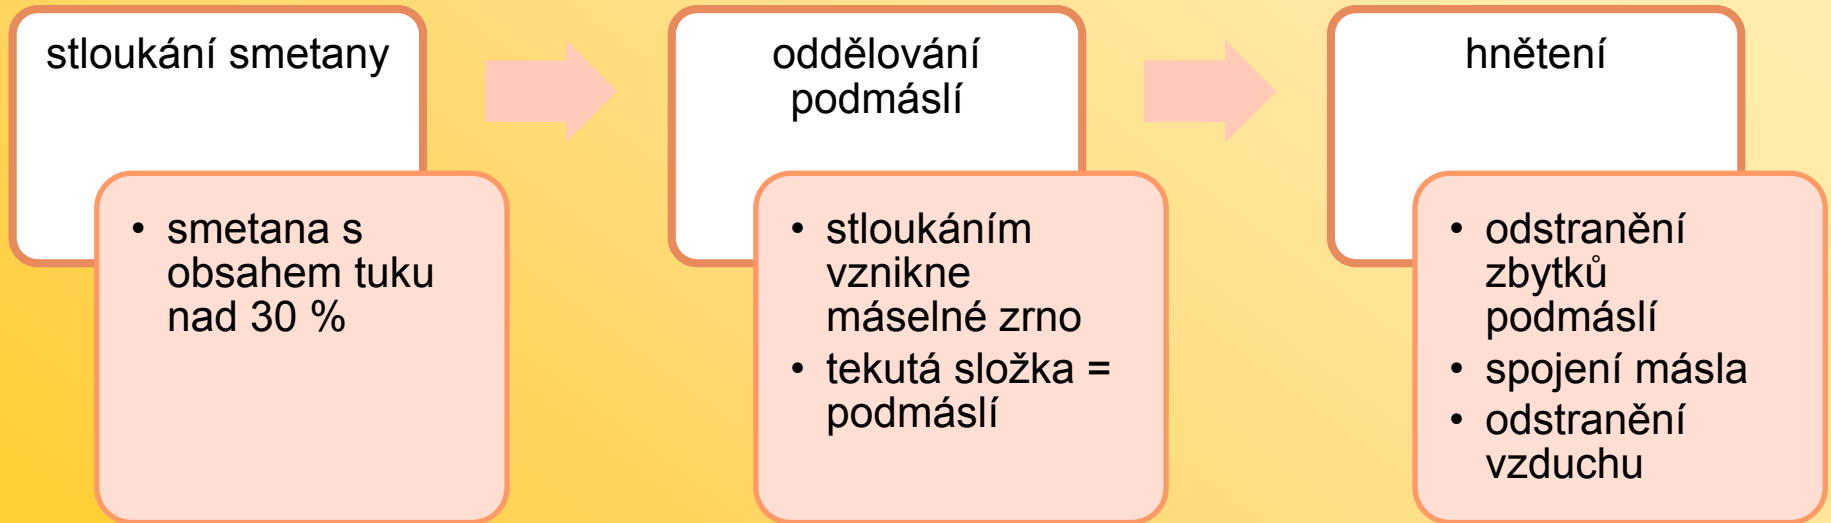 stloukání smetany
• smetana s
obsahem tuku
nad 30 %
oddělování
podmáslí
• stloukáním
vznikne
máselné zrno
• tekutá složka =
podmáslí
hnětení
• odstranění
zbytků
podmáslí
• spojení másla
• odstranění
vzduchu